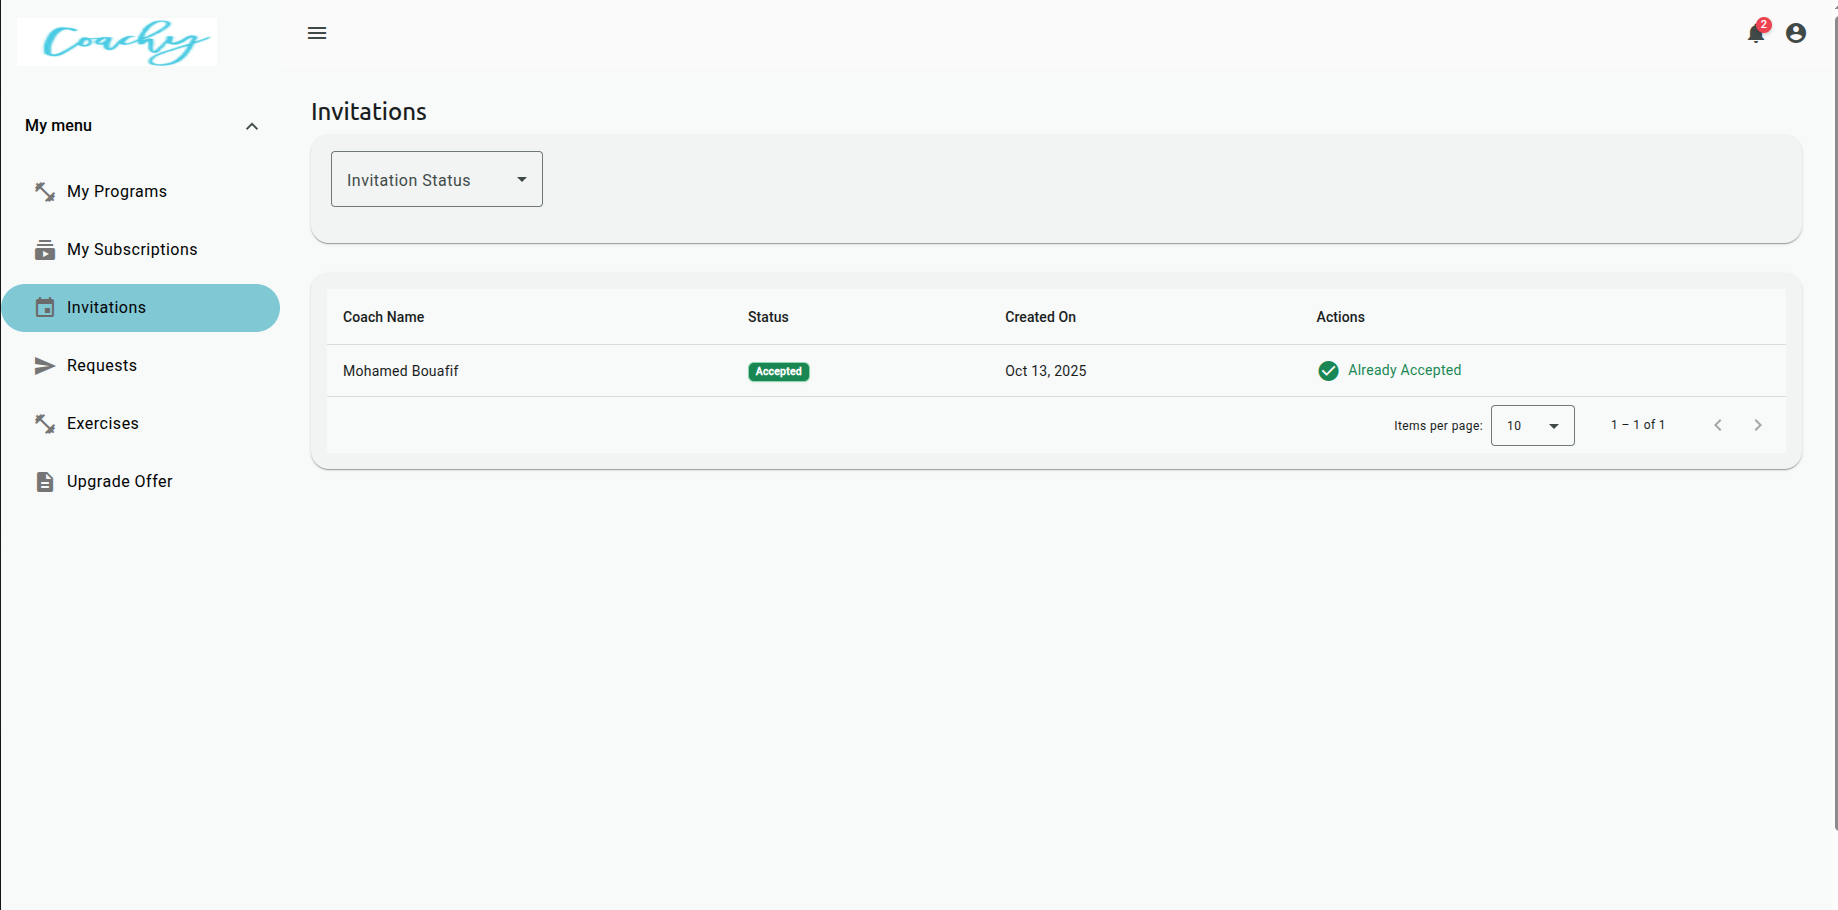 Coachy
2
My menu
My Programs
My Subscriptions
Invitations
Requests
Exercises
Upgrade Offer
Invitations
Invitation Status
Coach Name Status Created On Actions
Mohamed Bouafif Accepted Oct 13, 2025 Already Accepted
Items per page: 10 1 – 1 of 1